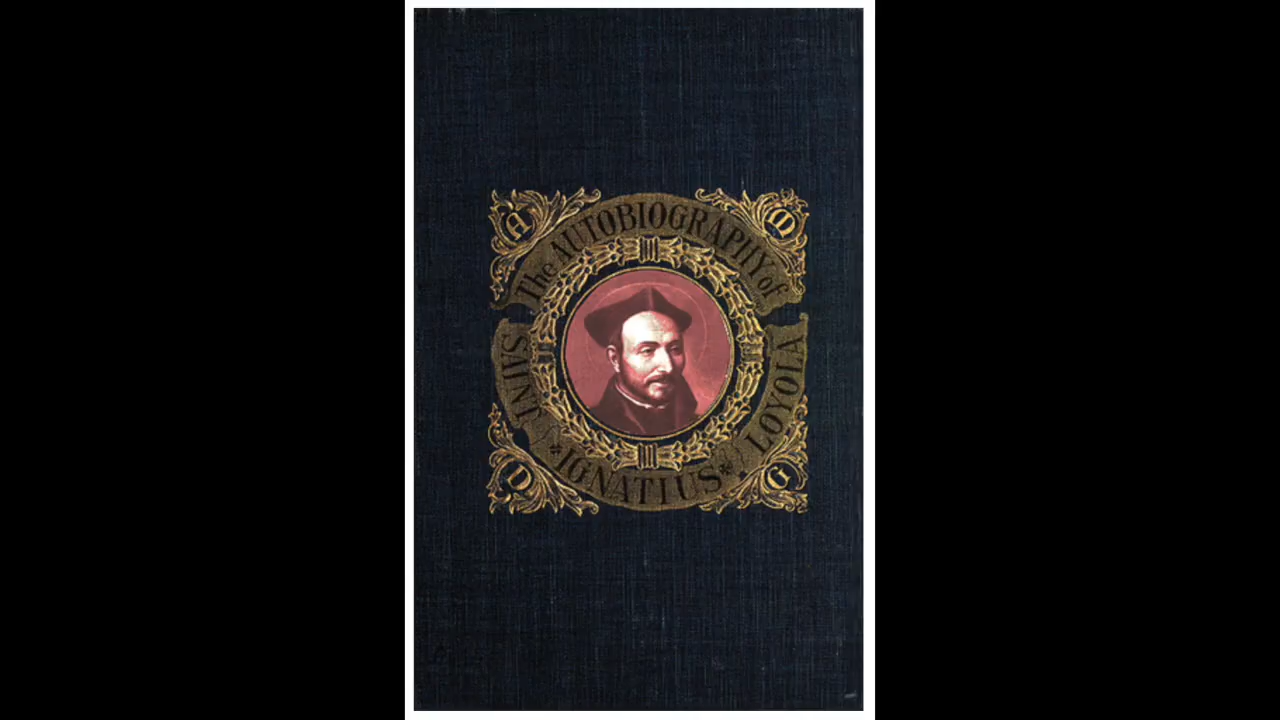 A
M
The AUTOBIOGRAPHY of
SAINT
IGNATIUS
LOYOLA
D
G